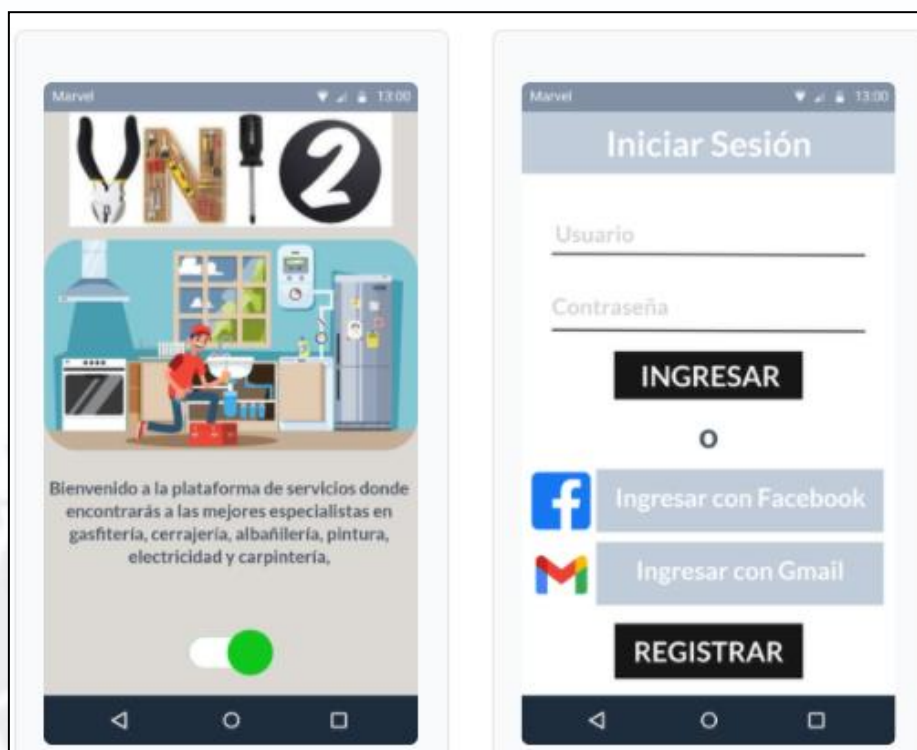 Marvel 13:00
UNI2
Bienvenido a la plataforma de servicios donde
encontrarás a las mejores especialistas en
gasfitería, cerrajería, albañilería, pintura,
electricidad y carpintería,
Marvel 13:00
Iniciar Sesión
Usuario
Contraseña
INGRESAR
O
Ingresar con Facebook
Ingresar con Gmail
REGISTRAR